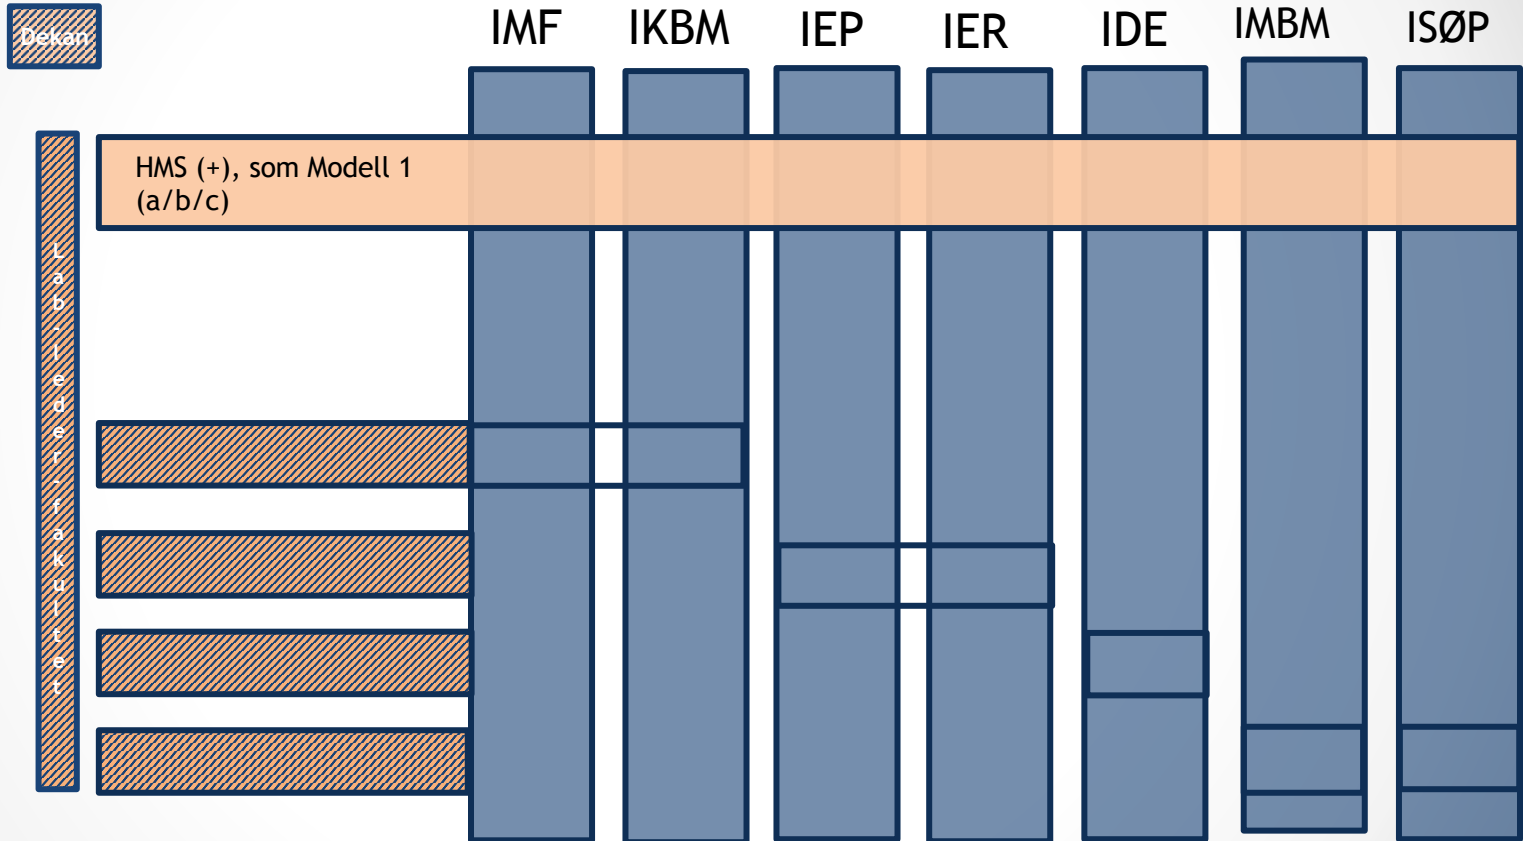 Dekan
IMF IKBM IEP IER IDE IMBM ISØP
HMS (+), som Modell 1
(a/b/c)
Lab-leder-fakultet